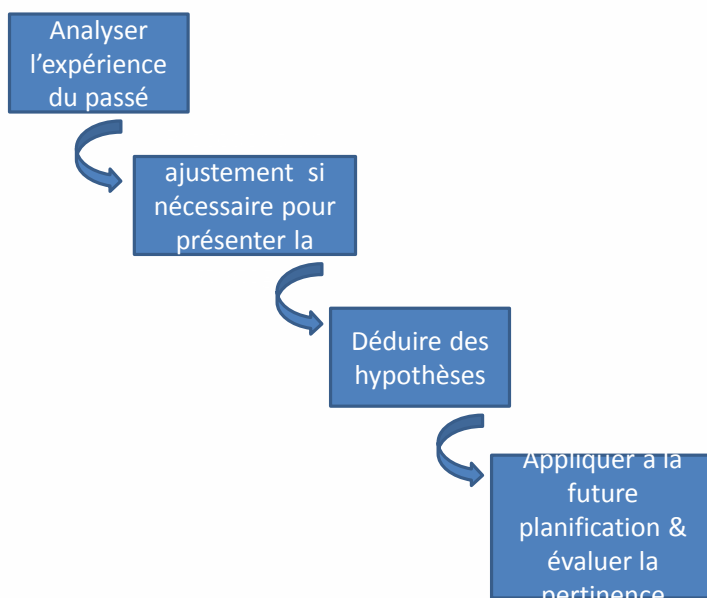 Analyser
l'expérience
du passé
ajustement si
nécessaire pour
présenter la
Déduire des
hypothèses
Appliquer à la
future
planification &
évaluer la
pertinence